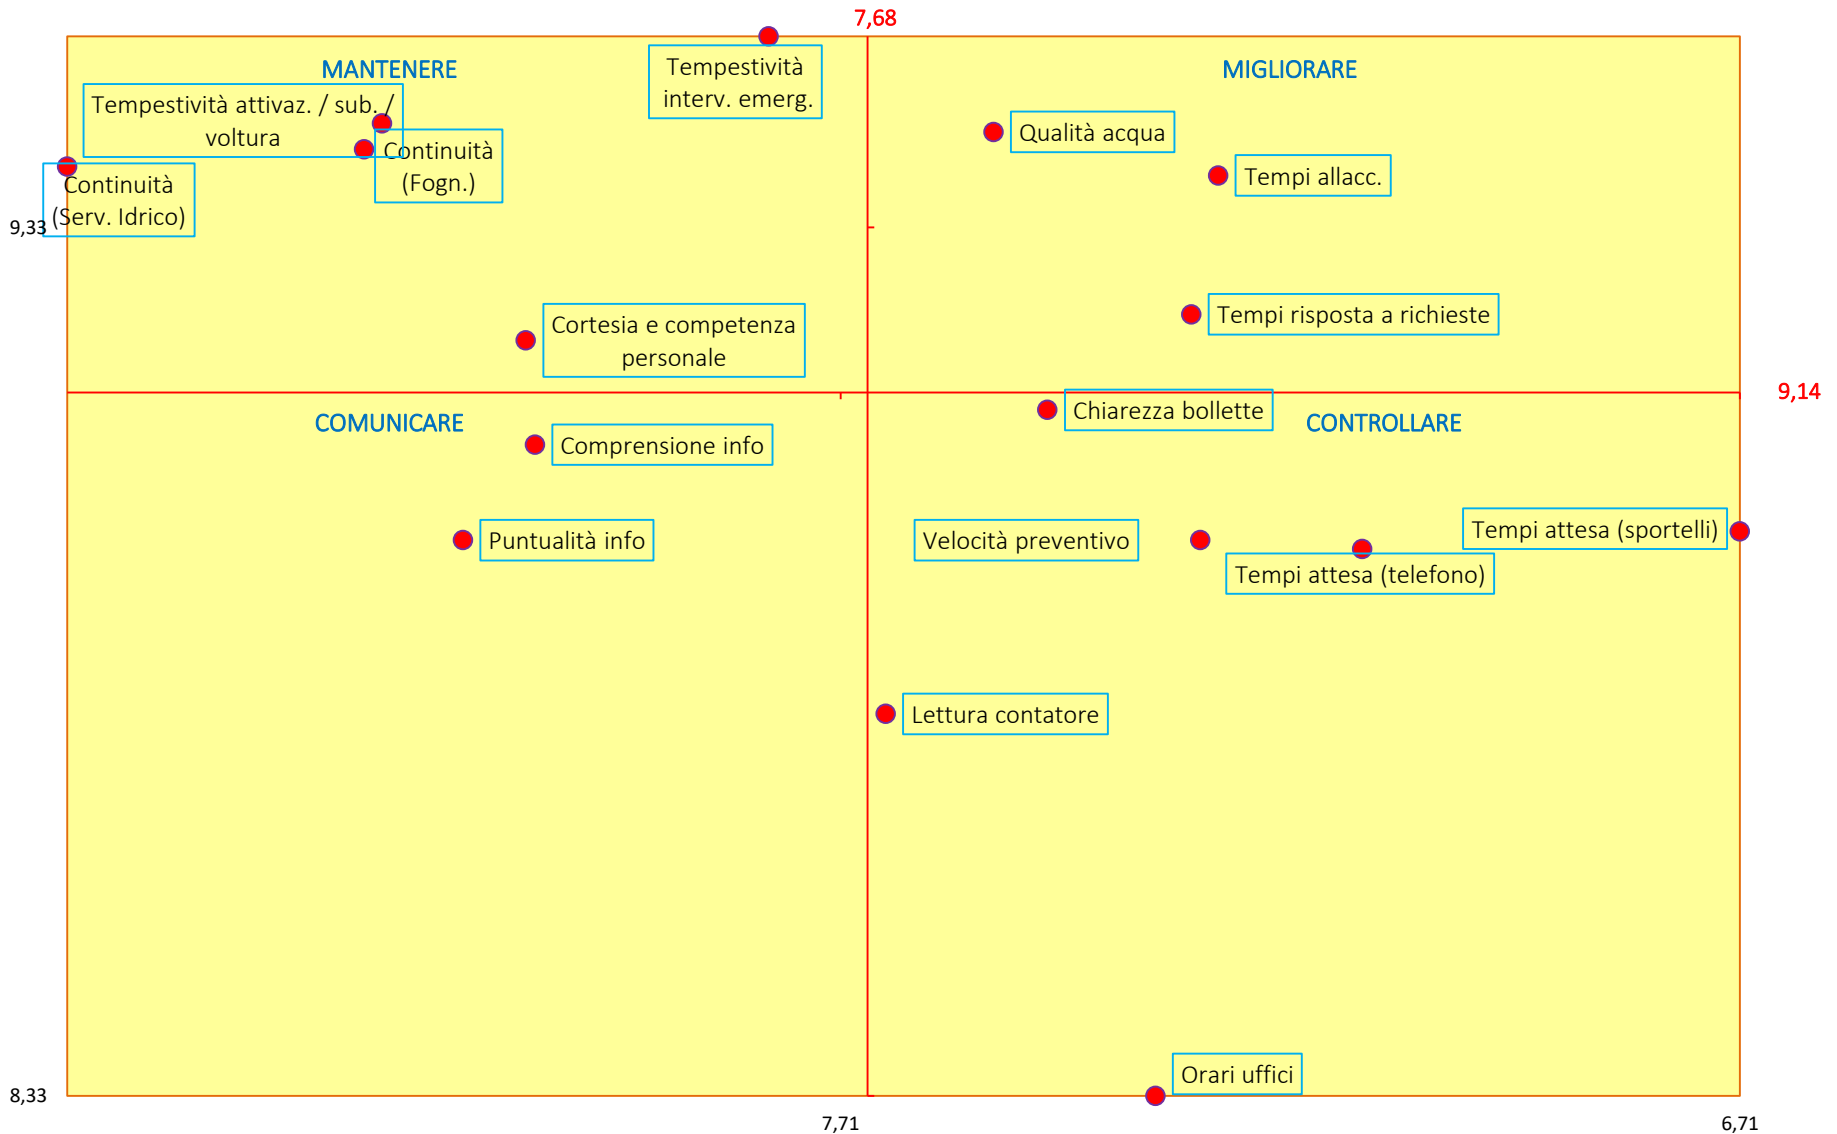 7,68
MANTENERE
MIGLIORARE
Tempestività
interv. emerg.
Tempestività attivaz. / sub. /
voltura
Qualità acqua
Continuità
(Fogn.)
Tempi allacc.
Continuità
(Serv. Idrico)
9,33
Tempi risposta a richieste
Cortesia e competenza
personale
9,14
Chiarezza bollette
COMUNICARE
CONTROLLARE
Comprensione info
Puntualità info
Velocità preventivo
Tempi attesa (sportelli)
Tempi attesa (telefono)
Lettura contatore
Orari uffici
8,33
7,71
6,71